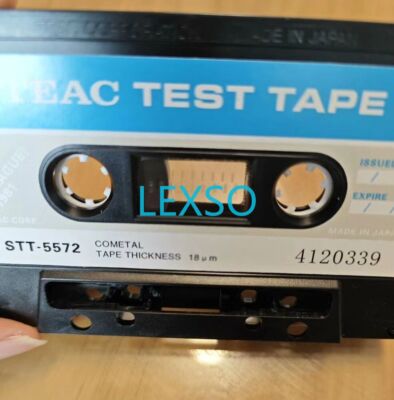 MADE IN JAPAN
TEAC TEST TAPE
ISSUED
/ /
EXPIRE
/ /
MADE IN JAPAN
LEXSO
STT-5572
COMETAL
TAPE THICKNESS 18μm
4120339